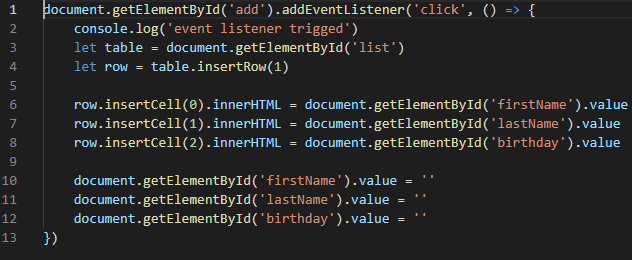 1 document.getElementById('add').addEventListener('click', () => {
2     console.log('event listener trigged')
3     let table = document.getElementById('list')
4     let row = table.insertRow(1)
5
6     row.insertCell(0).innerHTML = document.getElementById('firstName').value
7     row.insertCell(1).innerHTML = document.getElementById('lastName').value
8     row.insertCell(2).innerHTML = document.getElementById('birthday').value
9
10     document.getElementById('firstName').value = ''
11     document.getElementById('lastName').value = ''
12     document.getElementById('birthday').value = ''
13 })